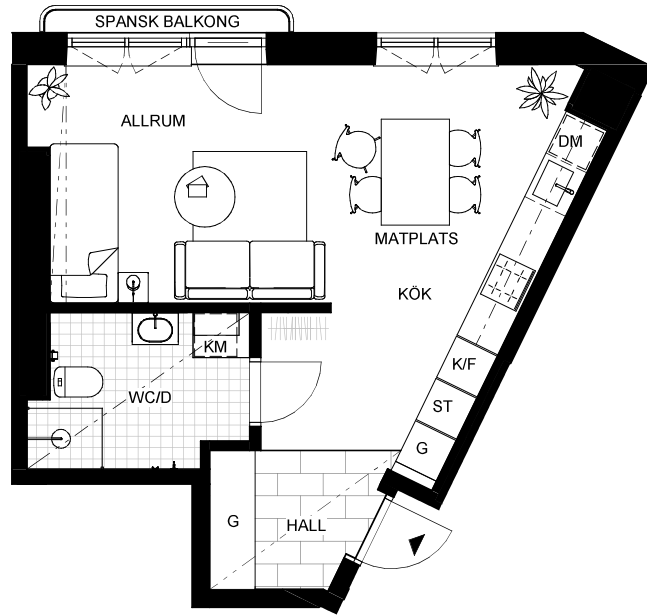 SPANSK BALKONG
ALLRUM
DM
MATPLATS
KÖK
KM
K/F
WC/D
ST
G
G
HALL